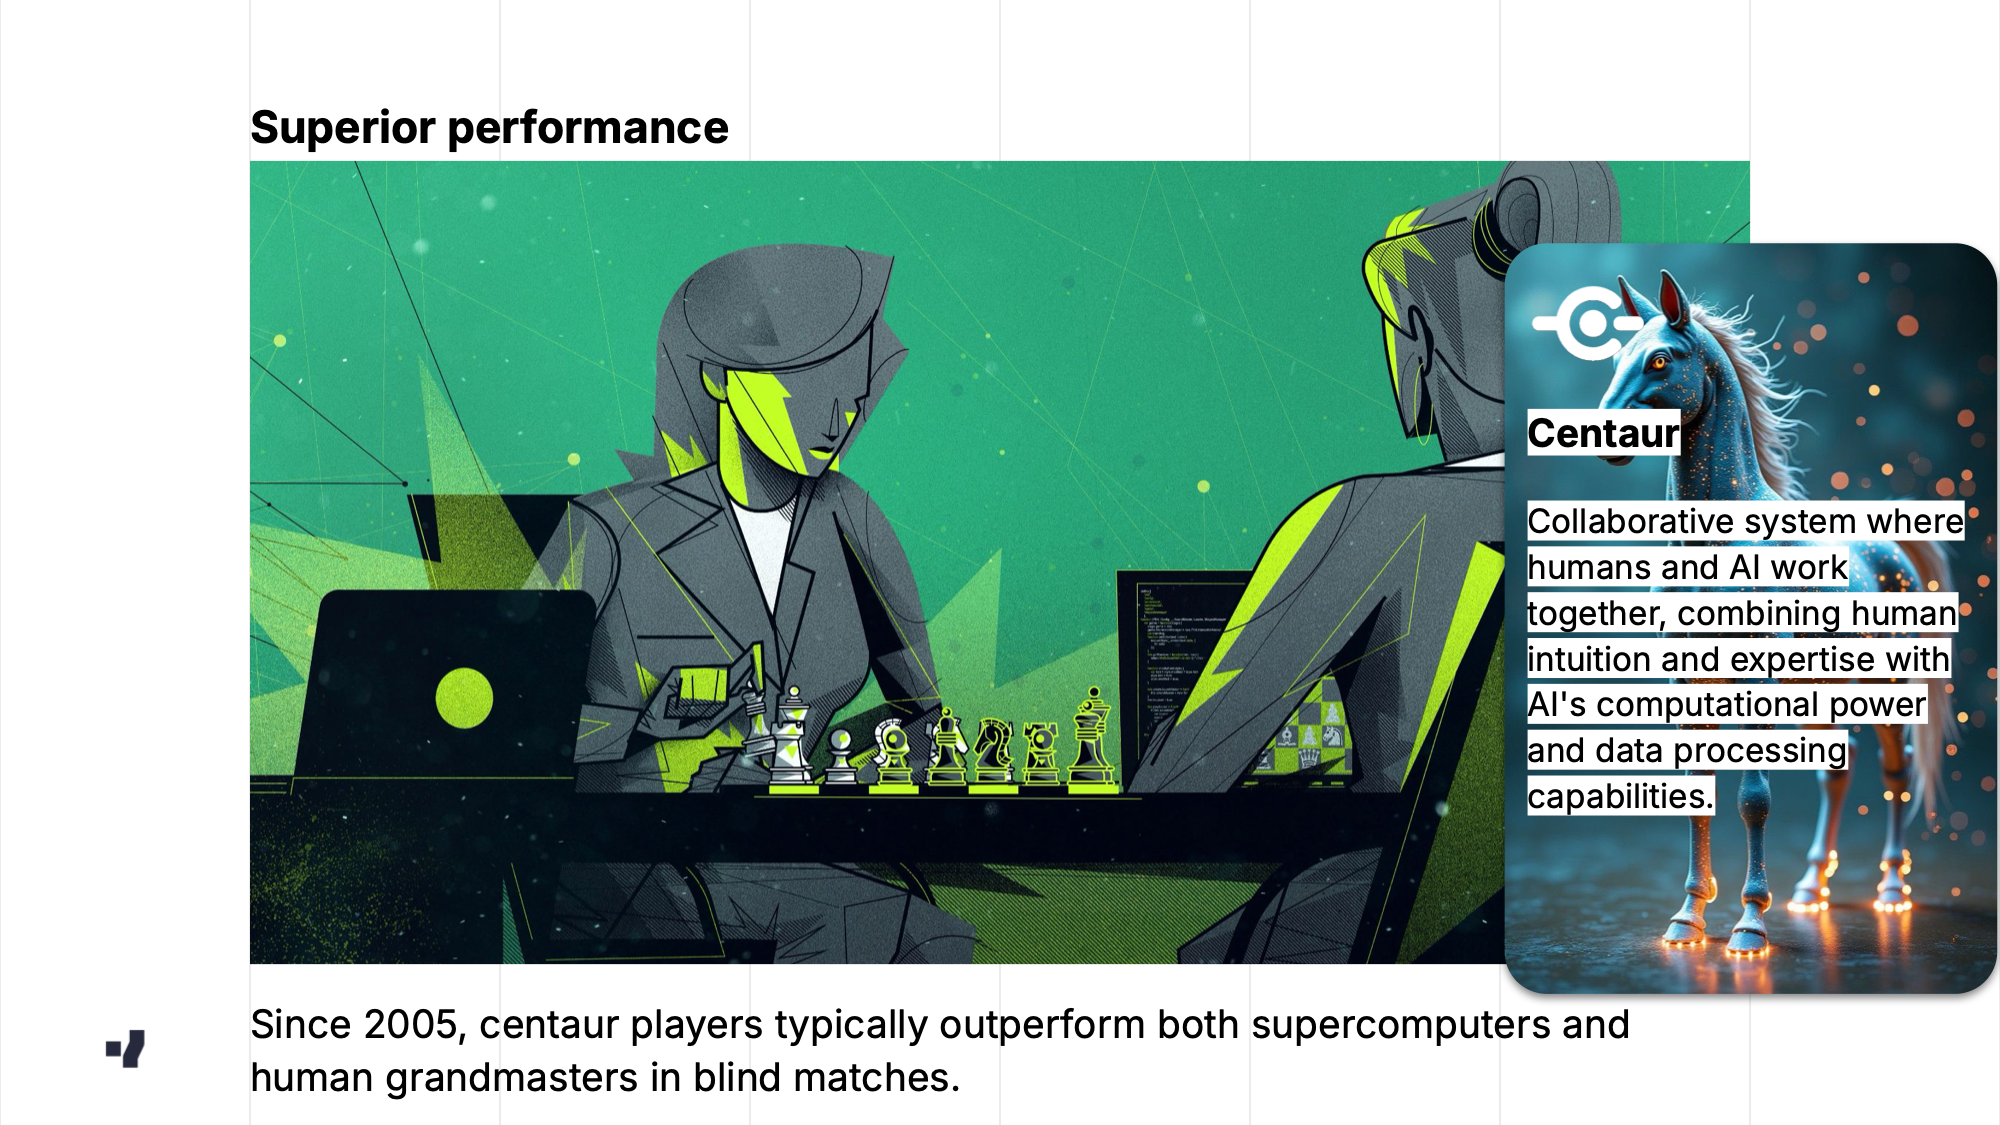 Superior performance
Centaur
Collaborative system where
humans and AI work
together, combining human
intuition and expertise with
AI's computational power
and data processing
capabilities.
Since 2005, centaur players typically outperform both supercomputers and
human grandmasters in blind matches.